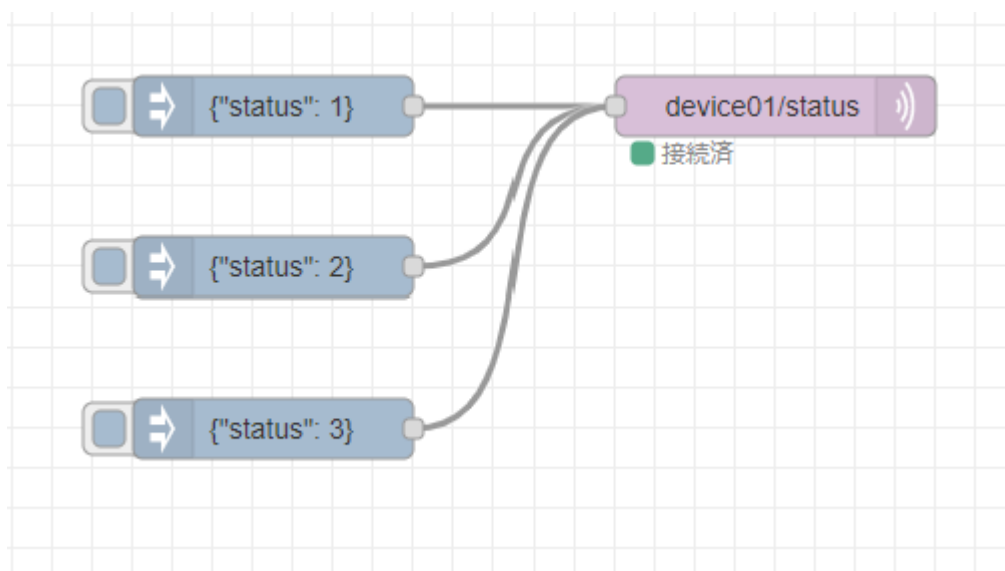 {"status": 1}
device01/status
接続済
{"status": 2}
{"status": 3}